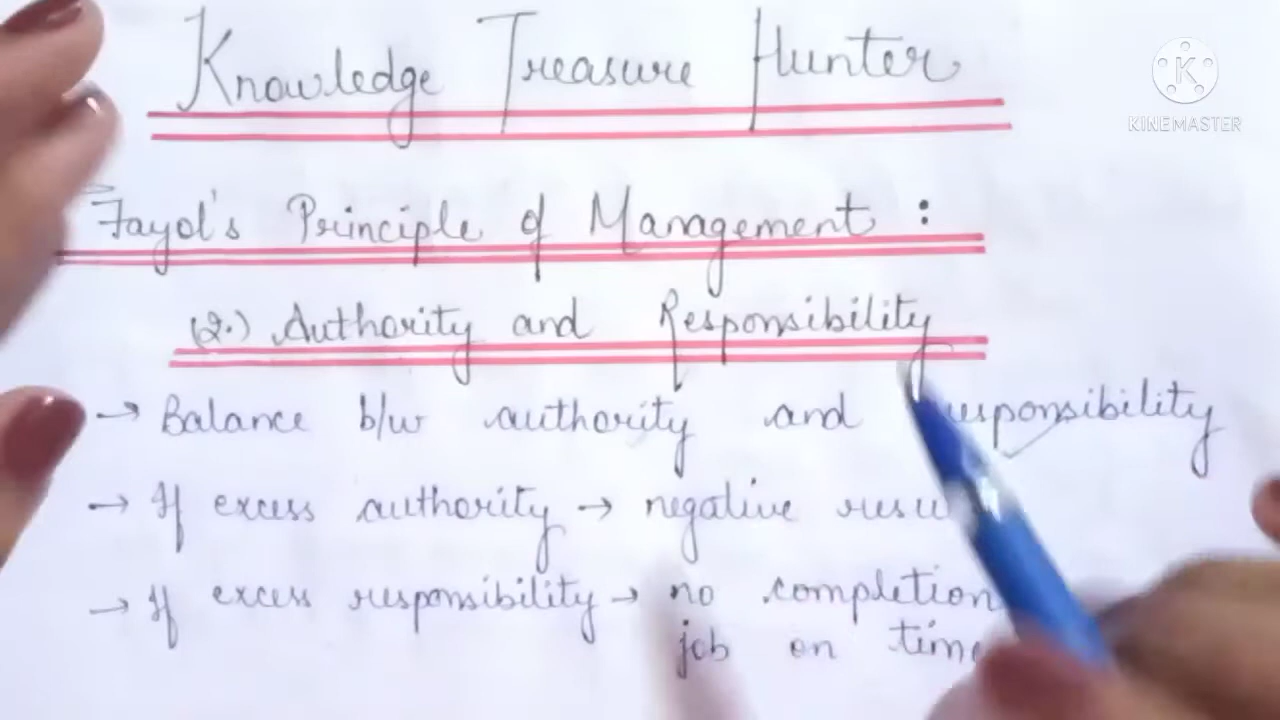 Knowledge Treasure Hunter
KINEMASTER
Fayol's Principle of Management :
(2.) Authority and Responsibility
→ Balance b/w authority and responsibility
→ If excess authority → negative
→ If excess responsibility → no completion
job on time